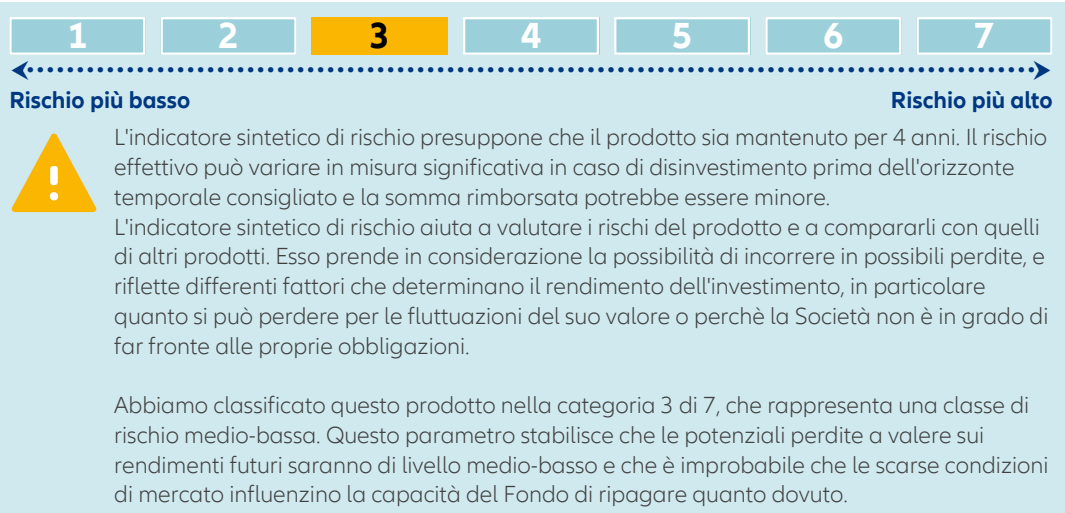 1 2 3 4 5 6 7
Rischio più basso Rischio più alto
L'indicatore sintetico di rischio presuppone che il prodotto sia mantenuto per 4 anni. Il rischio
effettivo può variare in misura significativa in caso di disinvestimento prima dell'orizzonte
temporale consigliato e la somma rimborsata potrebbe essere minore.
L'indicatore sintetico di rischio aiuta a valutare i rischi del prodotto e a compararli con quelli
di altri prodotti. Esso prende in considerazione la possibilità di incorrere in possibili perdite, e
riflette differenti fattori che determinano il rendimento dell'investimento, in particolare
quanto si può perdere per le fluttuazioni del suo valore o perchè la Società non è in grado di
far fronte alle proprie obbligazioni.
Abbiamo classificato questo prodotto nella categoria 3 di 7, che rappresenta una classe di
rischio medio-bassa. Questo parametro stabilisce che le potenziali perdite a valere sui
rendimenti futuri saranno di livello medio-basso e che è improbabile che le scarse condizioni
di mercato influenzino la capacità del Fondo di ripagare quanto dovuto.